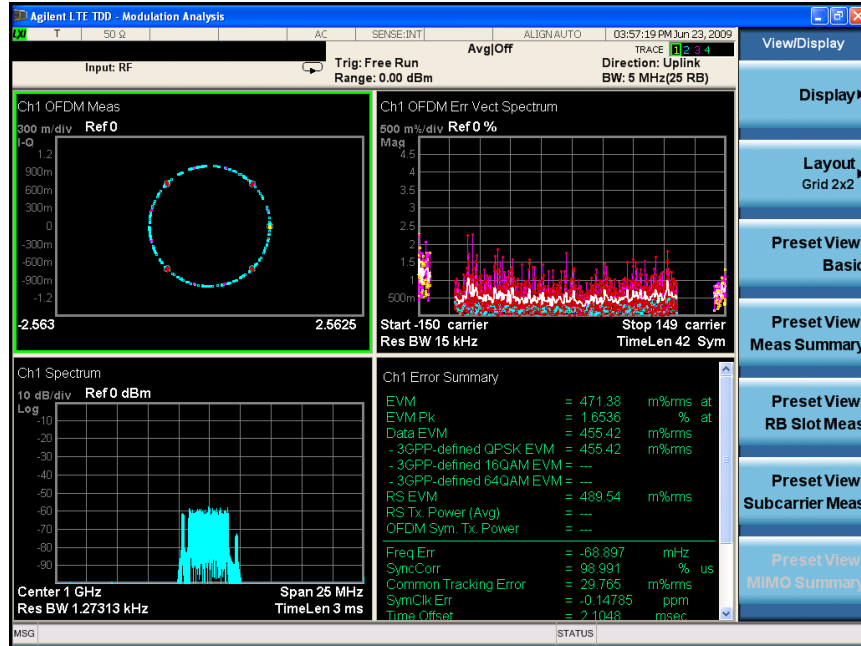 Agilent LTE TDD - Modulation Analysis
LXI T 50 Ω AC SENSE:INT ALIGN AUTO 03:57:19 PM Jun 23, 2009
Avg|Off TRACE 1 2 3 4
Input: RF Trig: Free Run Direction: Uplink
Range: 0.00 dBm BW: 5 MHz(25 RB)
View/Display
Display
Layout
Grid 2x2
Preset View
Basic
Preset View
Meas Summary
Preset View
RB Slot Meas
Preset View
Subcarrier Meas
Preset View
MIMO Summary
Ch1 OFDM Meas
300 m/div Ref 0
I-Q
1.2
900m
600m
300m
0
-300m
-600m
-900m
-1.2
-2.563 2.5625
Ch1 OFDM Err Vect Spectrum
500 m%/div Ref 0 %
Mag
4.5
4
3.5
3
2.5
2
1.5
1
500m
Start -150 carrier Stop 149 carrier
Res BW 15 kHz TimeLen 42 Sym
Ch1 Spectrum
10 dB/div Ref 0 dBm
Log
-10
-20
-30
-40
-50
-60
-70
-80
-90
Center 1 GHz Span 25 MHz
Res BW 1.27313 kHz TimeLen 3 ms
Ch1 Error Summary
EVM = 471.38 m%rms at
EVM Pk = 1.6536 % at
Data EVM = 455.42 m%rms
- 3GPP-defined QPSK EVM = 455.42 m%rms
- 3GPP-defined 16QAM EVM = ---
- 3GPP-defined 64QAM EVM = ---
RS EVM = 489.54 m%rms
RS Tx. Power (Avg) = ---
OFDM Sym. Tx. Power = ---
Freq Err = -68.897 mHz
SyncCorr = 98.991 % us
Common Tracking Error = 29.765 m%rms
SymClk Err = -0.14785 ppm
Time Offset = 2.1048 msec
MSG STATUS